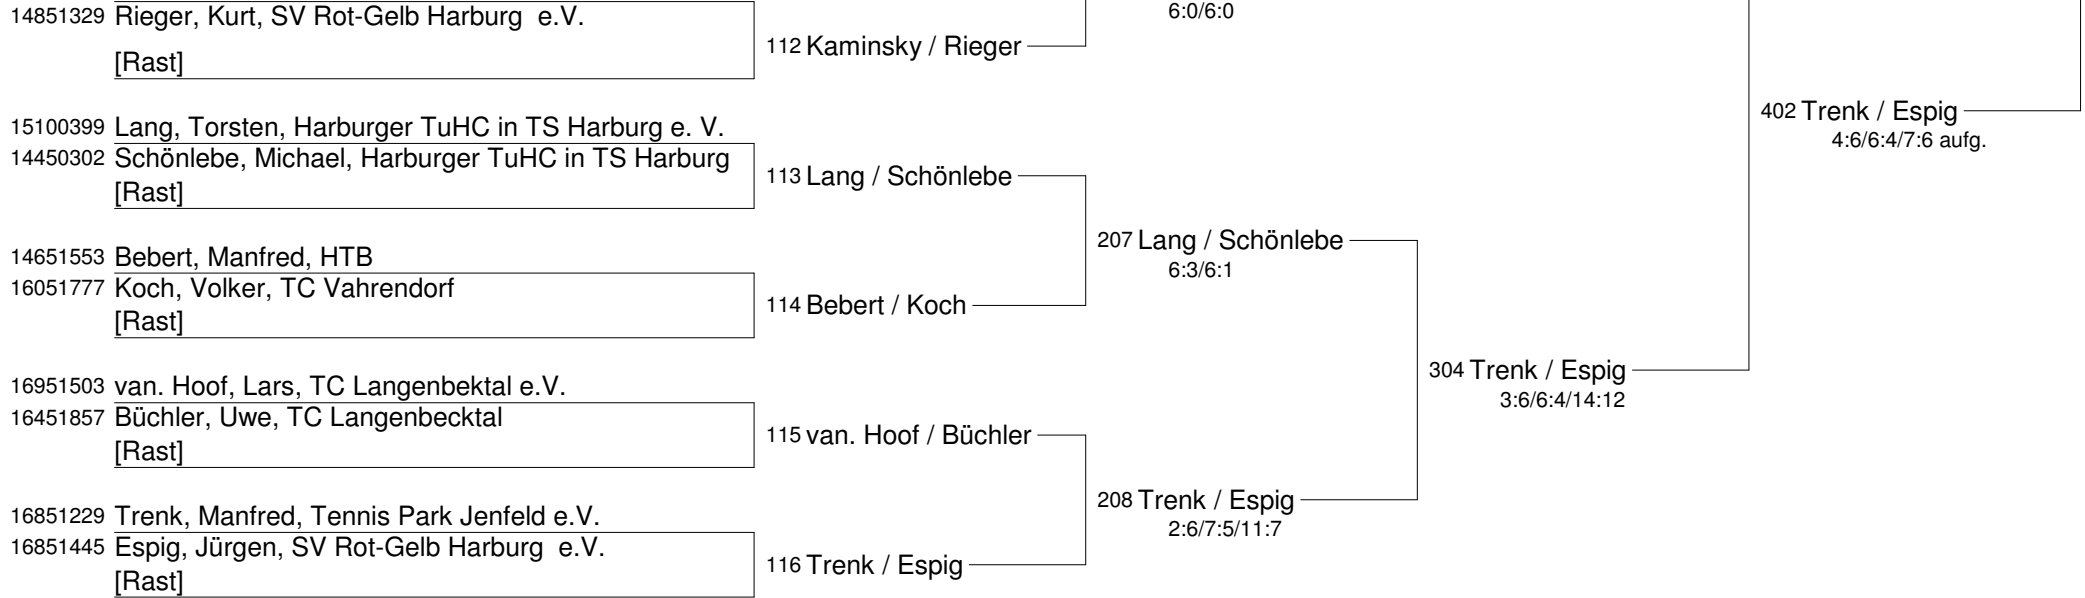 14851329 Rieger, Kurt, SV Rot-Gelb Harburg e.V.
6:0/6:0
112 Kaminsky / Rieger
[Rast]
402 Trenk / Espig
4:6/6:4/7:6 aufg.
15100399 Lang, Torsten, Harburger TuHC in TS Harburg e. V.
14450302 Schönlebe, Michael, Harburger TuHC in TS Harburg
113 Lang / Schönlebe
[Rast]
207 Lang / Schönlebe
6:3/6:1
14651553 Bebert, Manfred, HTB
16051777 Koch, Volker, TC Vahrendorf
114 Bebert / Koch
[Rast]
304 Trenk / Espig
3:6/6:4/14:12
16951503 van. Hoof, Lars, TC Langenbektal e.V.
16451857 Büchler, Uwe, TC Langenbecktal
115 van. Hoof / Büchler
[Rast]
208 Trenk / Espig
2:6/7:5/11:7
16851229 Trenk, Manfred, Tennis Park Jenfeld e.V.
16851445 Espig, Jürgen, SV Rot-Gelb Harburg e.V.
116 Trenk / Espig
[Rast]